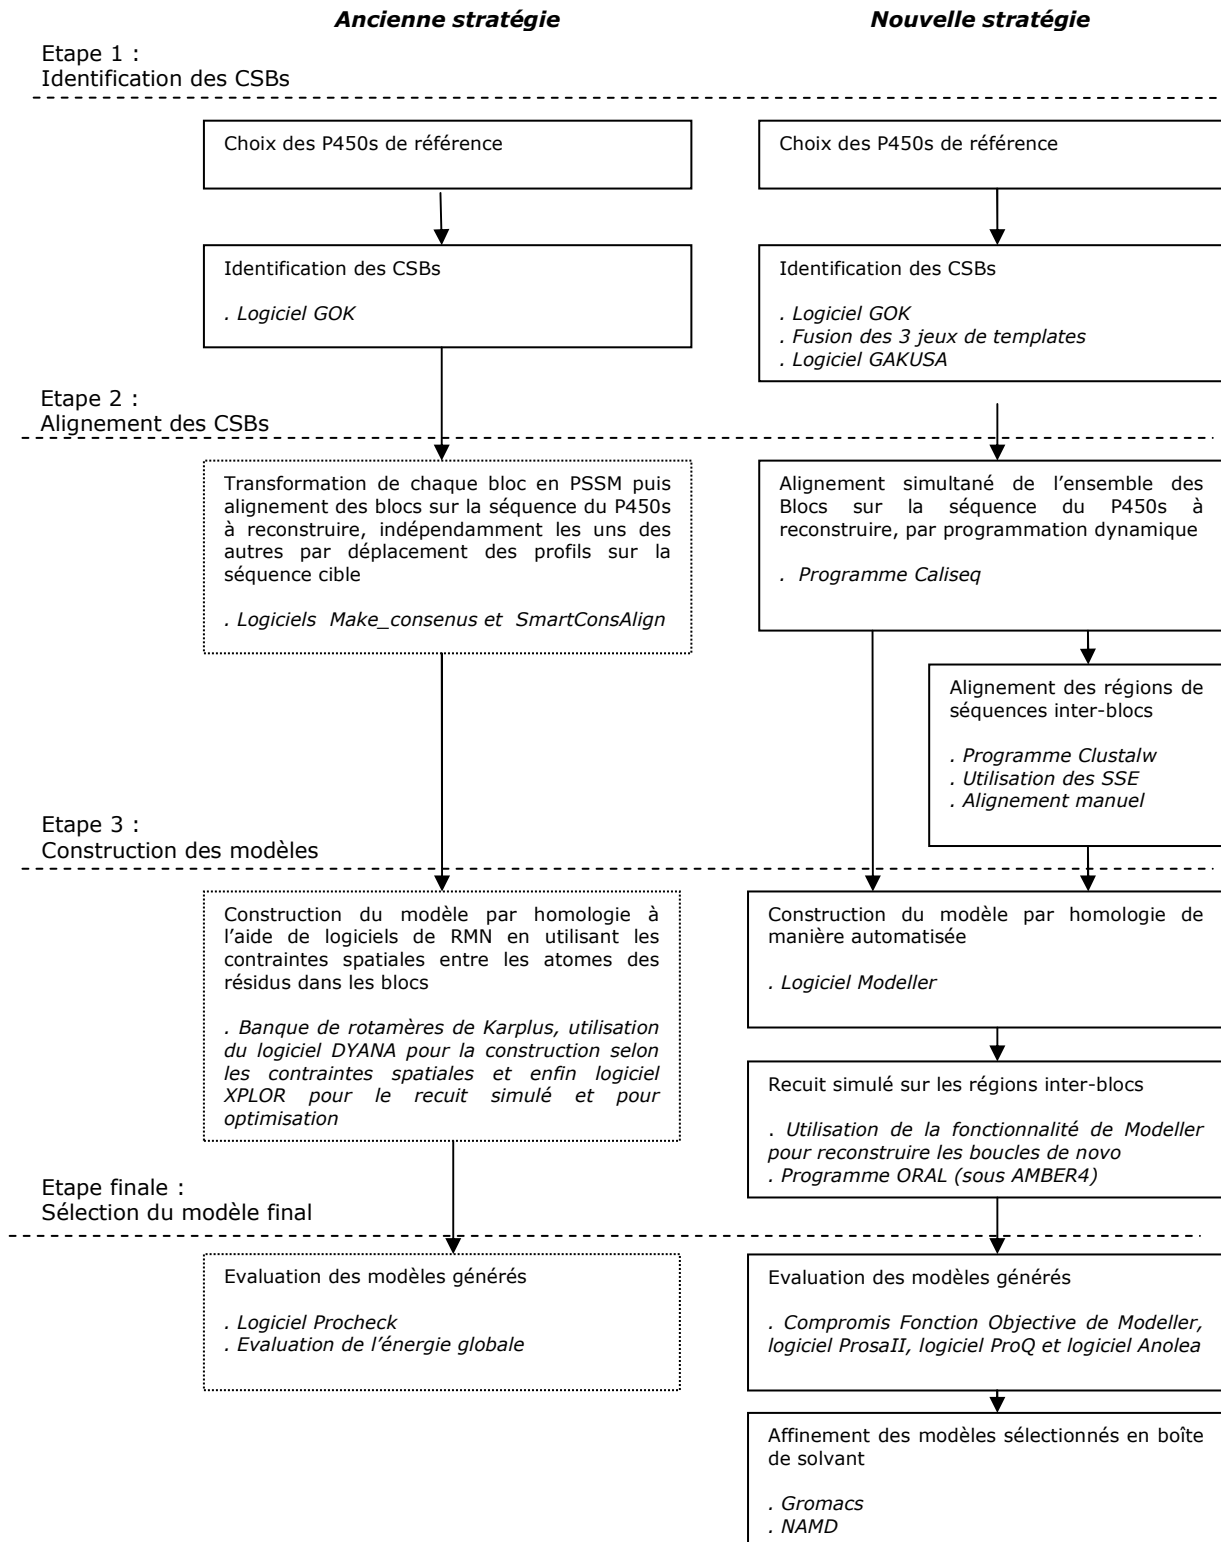 Ancienne stratégie
Nouvelle stratégie
Etape 1 :
Identification des CSBs
Choix des P450s de référence
Choix des P450s de référence
Identification des CSBs
. Logiciel GOK
Identification des CSBs
. Logiciel GOK
. Fusion des 3 jeux de templates
. Logiciel GAKUSA
Etape 2 :
Alignement des CSBs
Transformation de chaque bloc en PSSM puis
alignement des blocs sur la séquence du P450s
à reconstruire, indépendamment les uns des
autres par déplacement des profils sur la
séquence cible
. Logiciels Make_consenus et SmartConsAlign
Alignement simultané de l'ensemble des
Blocs sur la séquence du P450s à
reconstruire, par programmation dynamique
. Programme Caliseq
Alignement des régions de
séquences inter-blocs
. Programme Clustalw
. Utilisation des SSE
. Alignement manuel
Etape 3 :
Construction des modèles
Construction du modèle par homologie à
l'aide de logiciels de RMN en utilisant les
contraintes spatiales entre les atomes des
résidus dans les blocs
. Banque de rotamères de Karplus, utilisation
du logiciel DYANA pour la construction selon
les contraintes spatiales et enfin logiciel
XPLOR pour le recuit simulé et pour
optimisation
Construction du modèle par homologie de
manière automatisée
. Logiciel Modeller
Recuit simulé sur les régions inter-blocs
. Utilisation de la fonctionnalité de Modeller
pour reconstruire les boucles de novo
. Programme ORAL (sous AMBER4)
Etape finale :
Sélection du modèle final
Evaluation des modèles générés
. Logiciel Procheck
. Evaluation de l'énergie globale
Evaluation des modèles générés
. Compromis Fonction Objective de Modeller,
logiciel ProsaII, logiciel ProQ et logiciel Anolea
Affinement des modèles sélectionnés en boîte
de solvant
. Gromacs
. NAMD